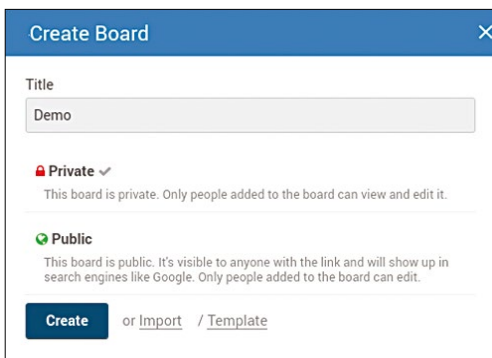 Create Board
Title
Demo
Private
This board is private. Only people added to the board can view and edit it.
Public
This board is public. It's visible to anyone with the link and will show up in
search engines like Google. Only people added to the board can edit.
Create or Import / Template